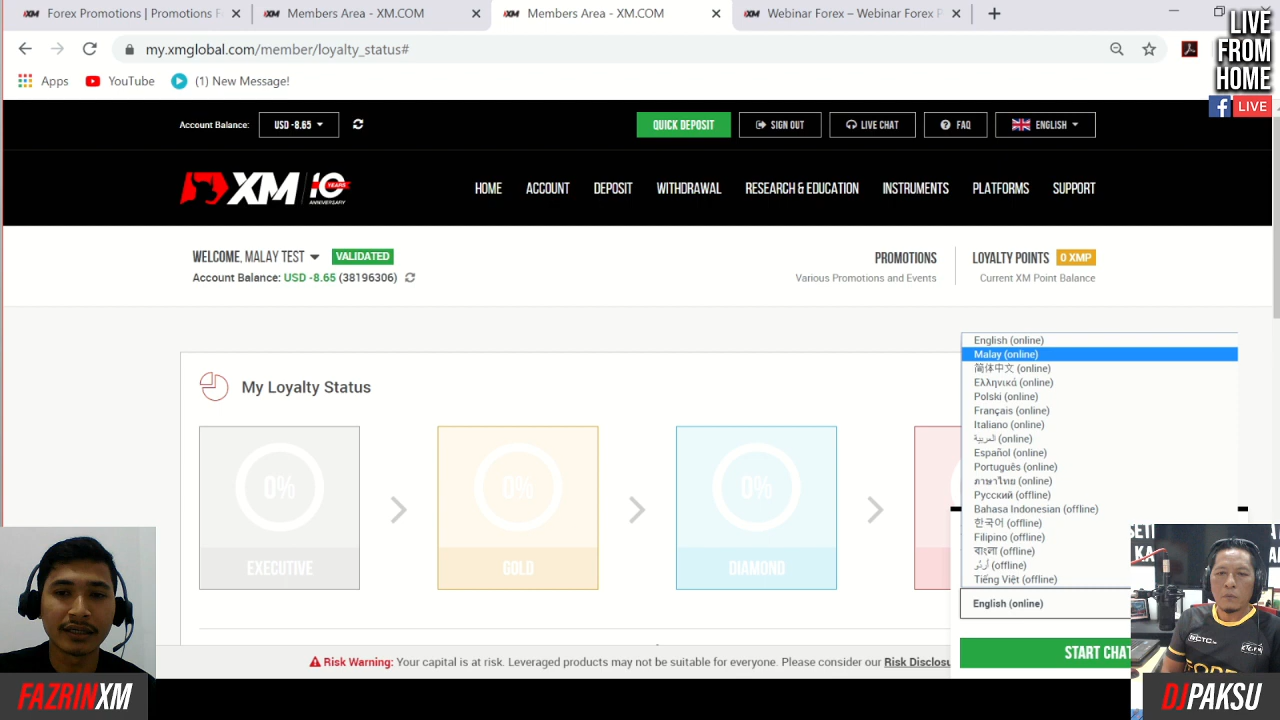 Forex Promotions | Promotions F
Members Area - XM.COM
Members Area - XM.COM
Webinar Forex – Webinar Forex P
LIVE
FROM
HOME
LIVE
my.xmglobal.com/member/loyalty_status#
Apps
YouTube
(1) New Message!
Account Balance:
USD -8.65
QUICK DEPOSIT
SIGN OUT
LIVE CHAT
FAQ
ENGLISH
XM
10 YEARS
ANNIVERSARY
HOME
ACCOUNT
DEPOSIT
WITHDRAWAL
RESEARCH & EDUCATION
INSTRUMENTS
PLATFORMS
SUPPORT
WELCOME, MALAY TEST
VALIDATED
Account Balance: USD -8.65 (38196306)
PROMOTIONS
Various Promotions and Events
LOYALTY POINTS
0 XMP
Current XM Point Balance
My Loyalty Status
0%
EXECUTIVE
0%
GOLD
0%
DIAMOND
English (online)
Malay (online)
简体中文 (online)
Ελληνικά (online)
Polski (online)
Français (online)
Italiano (online)
العربية (online)
Español (online)
Português (online)
ภาษาไทย (online)
Русский (offline)
Bahasa Indonesian (offline)
한국어 (offline)
Filipino (offline)
বাংলা (offline)
اُردُو (offline)
Tiếng Việt (offline)
English (online)
START CHAT
Risk Warning: Your capital is at risk. Leveraged products may not be suitable for everyone. Please consider our Risk Disclosu
FAZRINXM
DJPAKSU